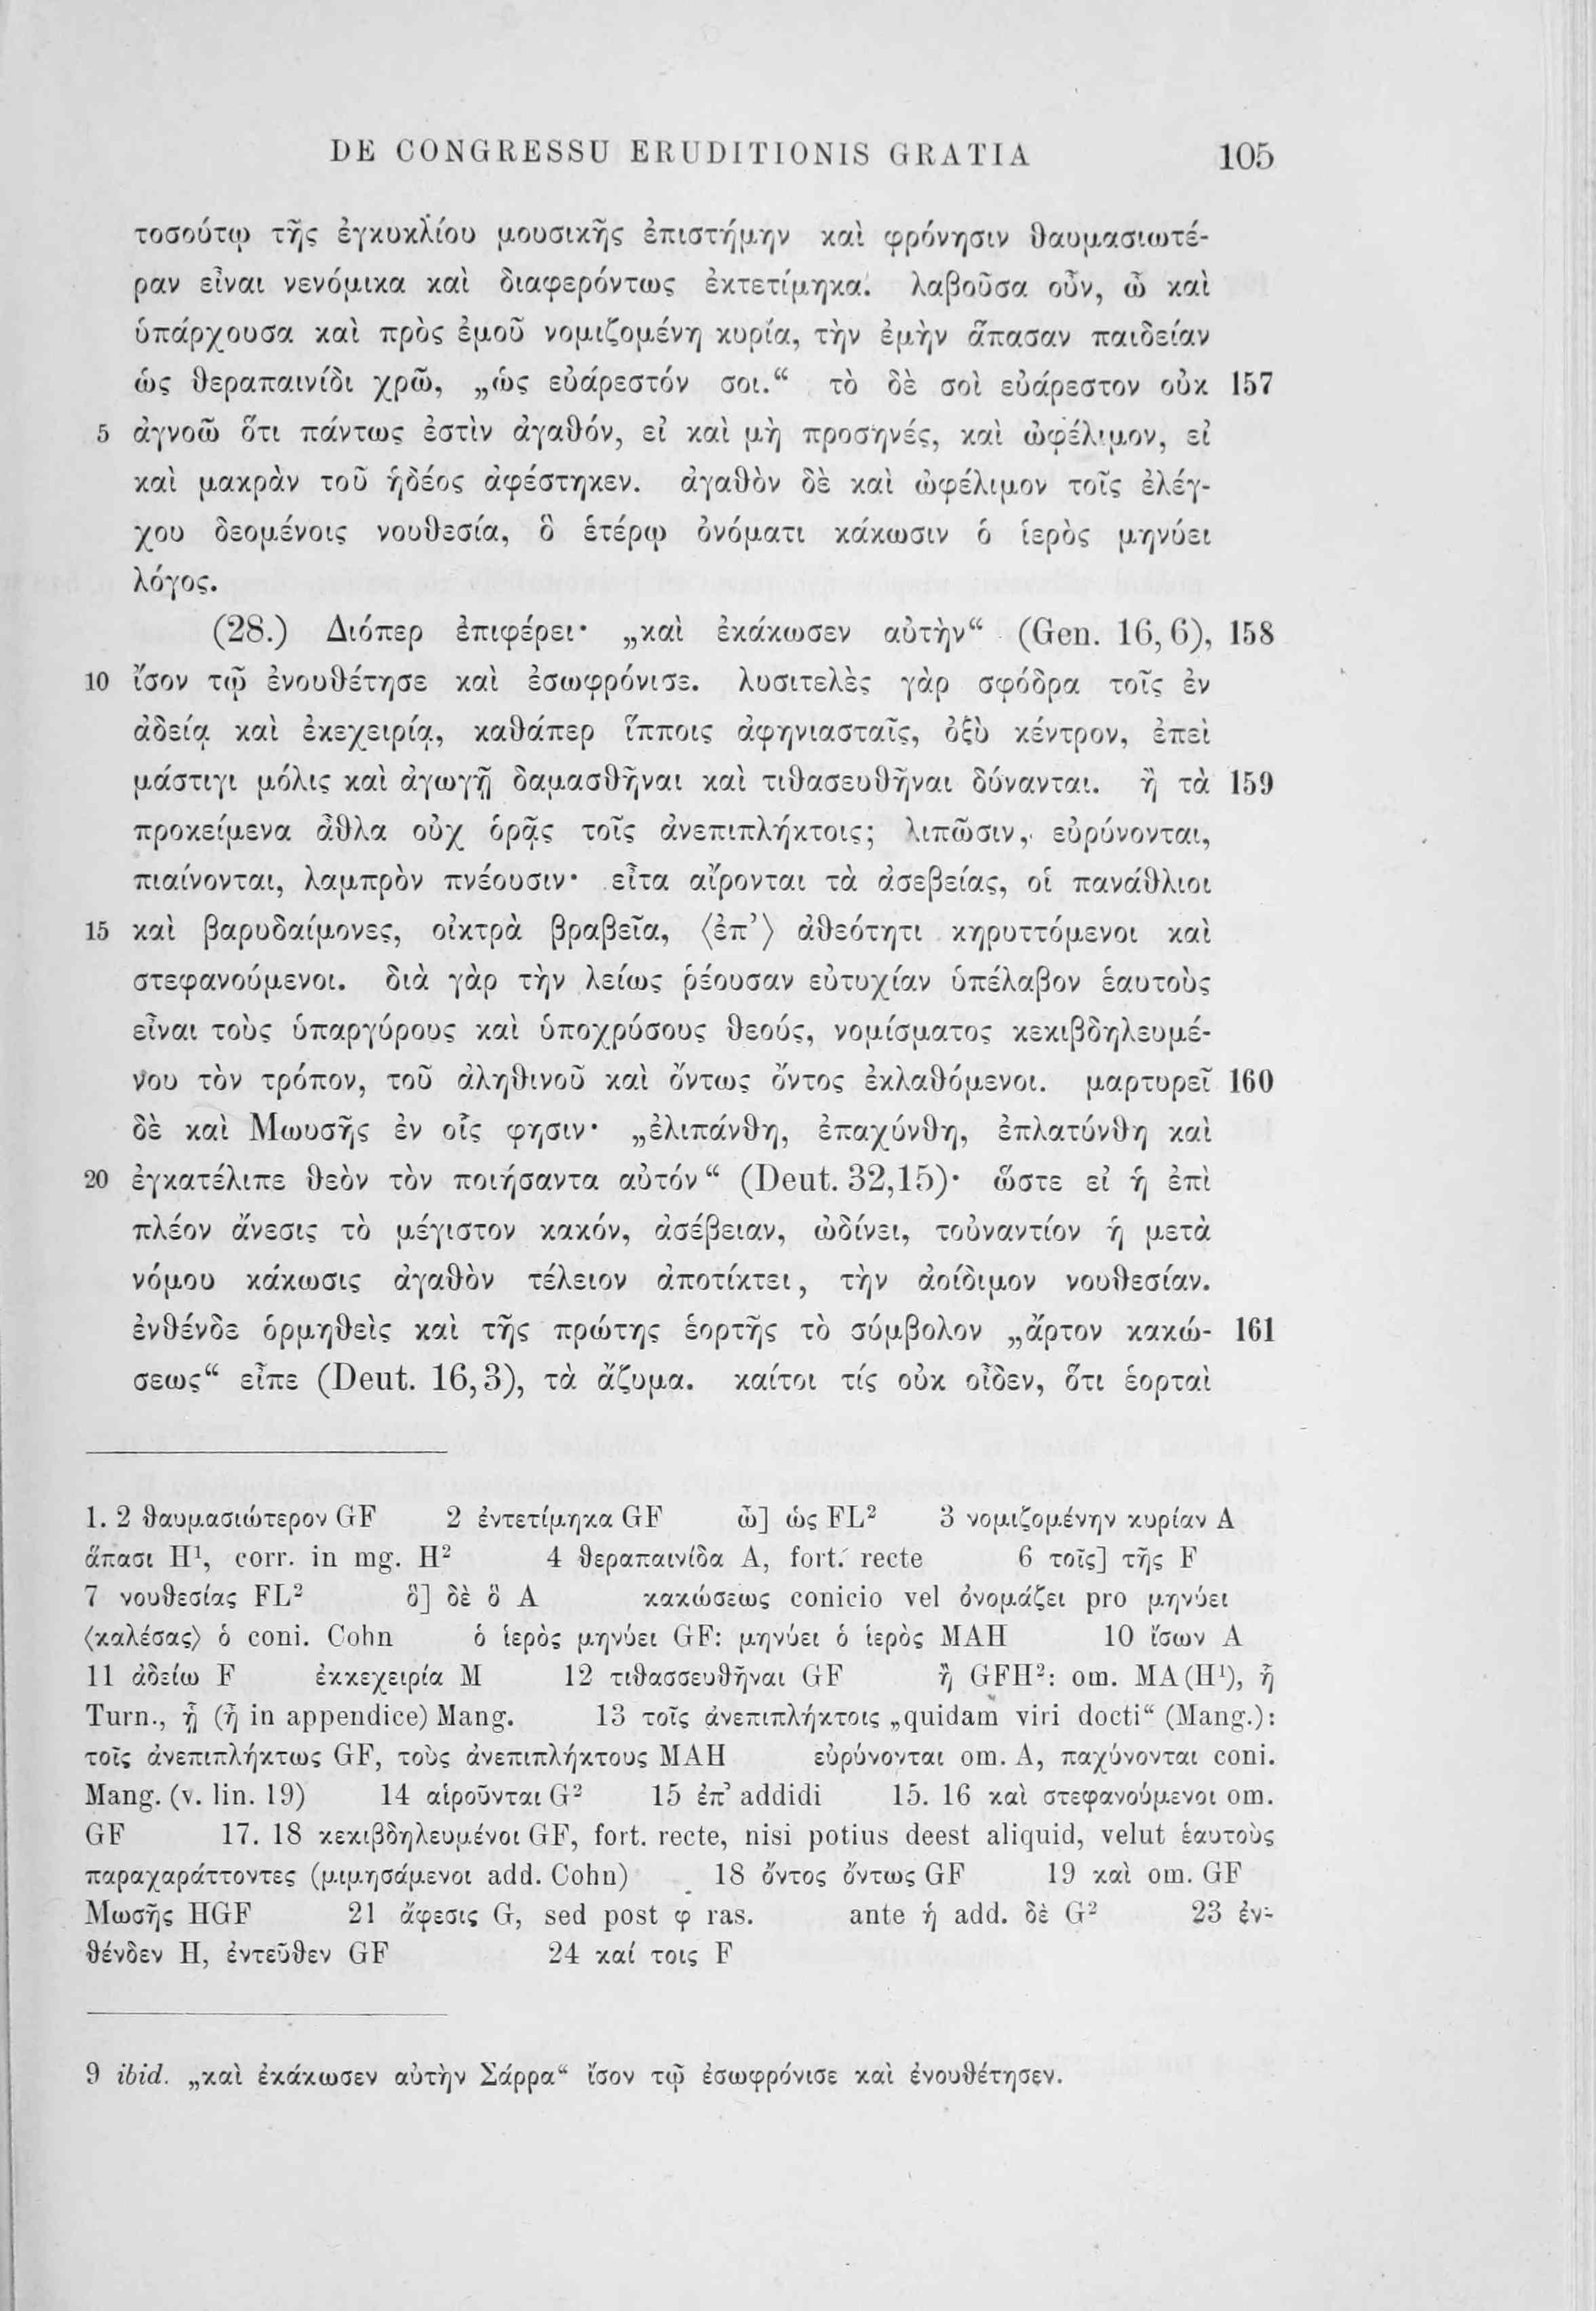 DE CONGRESSU ERUDITIONIS GRATIA 105
τοσούτῳ τῆς ἐγκυκλίου μουσικῆς ἐπιστήμην καὶ φρόνησιν θαυμασιωτέ-
ραν εἶναι νενόμικα καὶ διαφερόντως ἐκτετίμηκα. λαβοῦσα οὖν, ὦ καὶ
ὑπάρχουσα καὶ πρὸς ἐμοῦ νομιζομένη κυρία, τὴν ἐμὴν ἅπασαν παιδείαν
ὡς θεραπαινίδι χρῶ, „ὡς εὐάρεστόν σοι.“ τὸ δὲ σοὶ εὐάρεστον οὐκ 157
5 ἀγνοῶ ὅτι πάντως ἐστὶν ἀγαθόν, εἰ καὶ μὴ προσηνές, καὶ ὠφέλιμον, εἰ
καὶ μακρὰν τοῦ ἡδέος ἀφέστηκεν. ἀγαθὸν δὲ καὶ ὠφέλιμον τοῖς ἐλέγ-
χου δεομένοις νουθεσία, ὃ ἑτέρῳ ὀνόματι κάκωσιν ὁ ἱερὸς μηνύει
λόγος.
(28.) Διόπερ ἐπιφέρει· „καὶ ἐκάκωσεν αὐτὴν“ (Gen. 16, 6), 158
10 ἴσον τῷ ἐνουθέτησε καὶ ἐσωφρόνισε. λυσιτελὲς γὰρ σφόδρα τοῖς ἐν
ἀδείᾳ καὶ ἐκεχειρίᾳ, καθάπερ ἵπποις ἀφηνιασταῖς, ὀξὺ κέντρον, ἐπεὶ
μάστιγι μόλις καὶ ἀγωγῇ δαμασθῆναι καὶ τιθασευθῆναι δύνανται. ἢ τὰ 159
προκείμενα ἆθλα οὐχ ὁρᾷς τοῖς ἀνεπιπλήκτοις; λιπῶσιν, εὐρύνονται,
πιαίνονται, λαμπρὸν πνέουσιν· εἶτα αἴρονται τὰ ἀσεβείας, οἱ πανάθλιοι
15 καὶ βαρυδαίμονες, οἰκτρὰ βραβεῖα, ⟨ἐπ’⟩ ἀθεότητι κηρυττόμενοι καὶ
στεφανούμενοι. διὰ γὰρ τὴν λείως ῥέουσαν εὐτυχίαν ὑπέλαβον ἑαυτοὺς
εἶναι τοὺς ὑπαργύρους καὶ ὑποχρύσους θεούς, νομίσματος κεκιβδηλευμέ-
νου τὸν τρόπον, τοῦ ἀληθινοῦ καὶ ὄντως ὄντος ἐκλαθόμενοι. μαρτυρεῖ 160
δὲ καὶ Μωυσῆς ἐν οἷς φησιν· „ἐλιπάνθη, ἐπαχύνθη, ἐπλατύνθη καὶ
20 ἐγκατέλιπε θεὸν τὸν ποιήσαντα αὐτόν“ (Deut. 32,15)· ὥστε εἰ ἡ ἐπὶ
πλέον ἄνεσις τὸ μέγιστον κακόν, ἀσέβειαν, ὠδίνει, τοὐναντίον ἡ μετὰ
νόμου κάκωσις ἀγαθὸν τέλειον ἀποτίκτει, τὴν ἀοίδιμον νουθεσίαν.
ἐνθένδε ὁρμηθεὶς καὶ τῆς πρώτης ἑορτῆς τὸ σύμβολον „ἄρτον κακώ- 161
σεως“ εἶπε (Deut. 16, 3), τὰ ἄζυμα. καίτοι τίς οὐκ οἶδεν, ὅτι ἑορταὶ
1. 2 θαυμασιώτερον GF 2 ἐντετίμηκα GF ὦ] ὡς FL² 3 νομιζομένην κυρίαν A
ἅπασι H¹, corr. in mg. H² 4 θεραπαινίδα A, fort. recte 6 τοῖς] τῆς F
7 νουθεσίας FL² ὃ] δὲ ὃ A κακώσεως conicio vel ὀνομάζει pro μηνύει
⟨καλέσας⟩ ὁ coni. Cohn ὁ ἱερὸς μηνύει GF: μηνύει ὁ ἱερὸς MAH 10 ἴσων A
11 ἀδείω F ἐκκεχειρία M 12 τιθασσευθῆναι GF ἢ GFH²: om. MA(H¹), ἦ
Turn., ᾗ (ἦ in appendice) Mang. 13 τοῖς ἀνεπιπλήκτοις „quidam viri docti“ (Mang.):
τοῖς ἀνεπιπλήκτως GF, τοὺς ἀνεπιπλήκτους MAH εὐρύνονται om. A, παχύνονται coni.
Mang. (v. lin. 19) 14 αἱροῦνται G² 15 ἐπ’ addidi 15. 16 καὶ στεφανούμενοι om.
GF 17. 18 κεκιβδηλευμένοι GF, fort. recte, nisi potius deest aliquid, velut ἑαυτοὺς
παραχαράττοντες (μιμησάμενοι add. Cohn) 18 ὄντος ὄντως GF 19 καὶ om. GF
Μωσῆς HGF 21 ἄφεσις G, sed post φ ras. ante ἡ add. δὲ G² 23 ἐν-
θένδεν H, ἐντεῦθεν GF 24 καί τοις F
9 ibid. „καὶ ἐκάκωσεν αὐτὴν Σάρρα“ ἴσον τῷ ἐσωφρόνισε καὶ ἐνουθέτησεν.